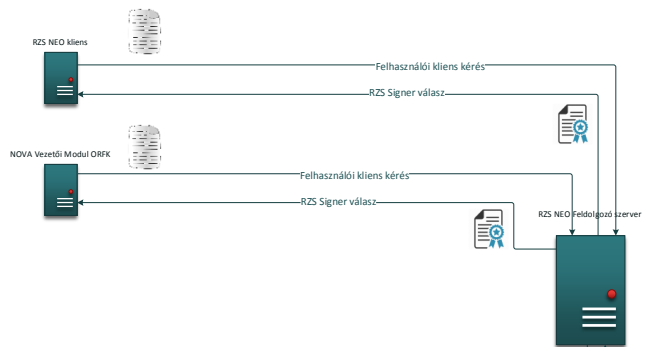 RZS NEO kliens
Felhasználói kliens kérés
RZS Signer válasz
NOVA Vezetői Modul ORFK
Felhasználói kliens kérés
RZS Signer válasz
RZS NEO Feldolgozó szerver